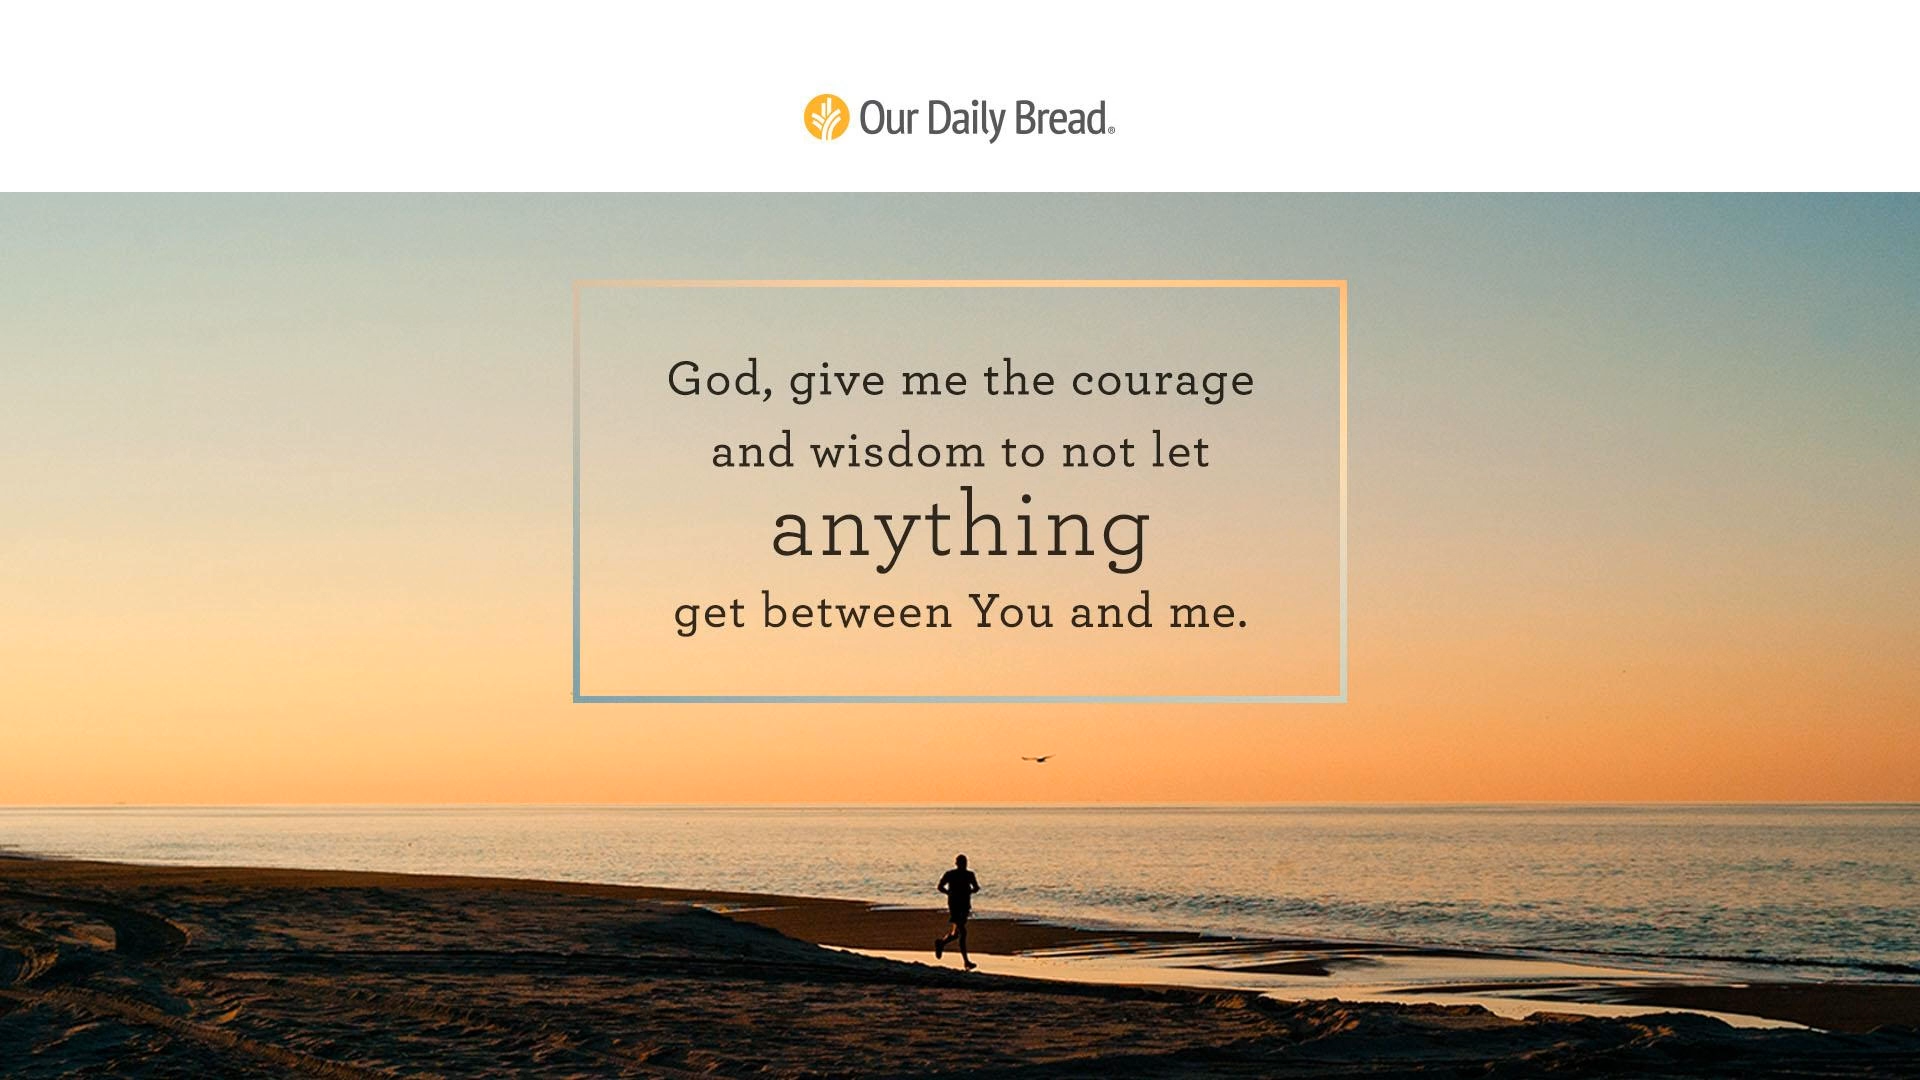 Our Daily Bread®
God, give me the courage
and wisdom to not let
anything
get between You and me.